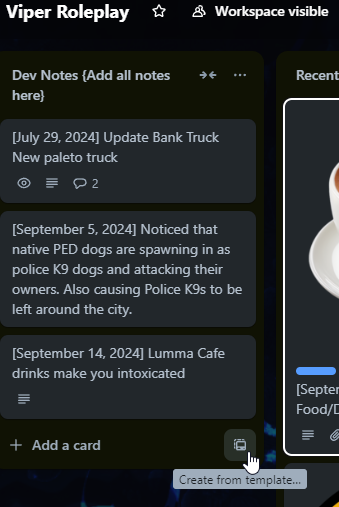 Viper Roleplay
Workspace visible
Dev Notes {Add all notes
here}
[July 29, 2024] Update Bank Truck
New paleto truck
2
[September 5, 2024] Noticed that
native PED dogs are spawning in as
police K9 dogs and attacking their
owners. Also causing Police K9s to be
left around the city.
[September 14, 2024] Lumma Cafe
drinks make you intoxicated
Add a card
Create from template...
Recent
[Septe
Food/D